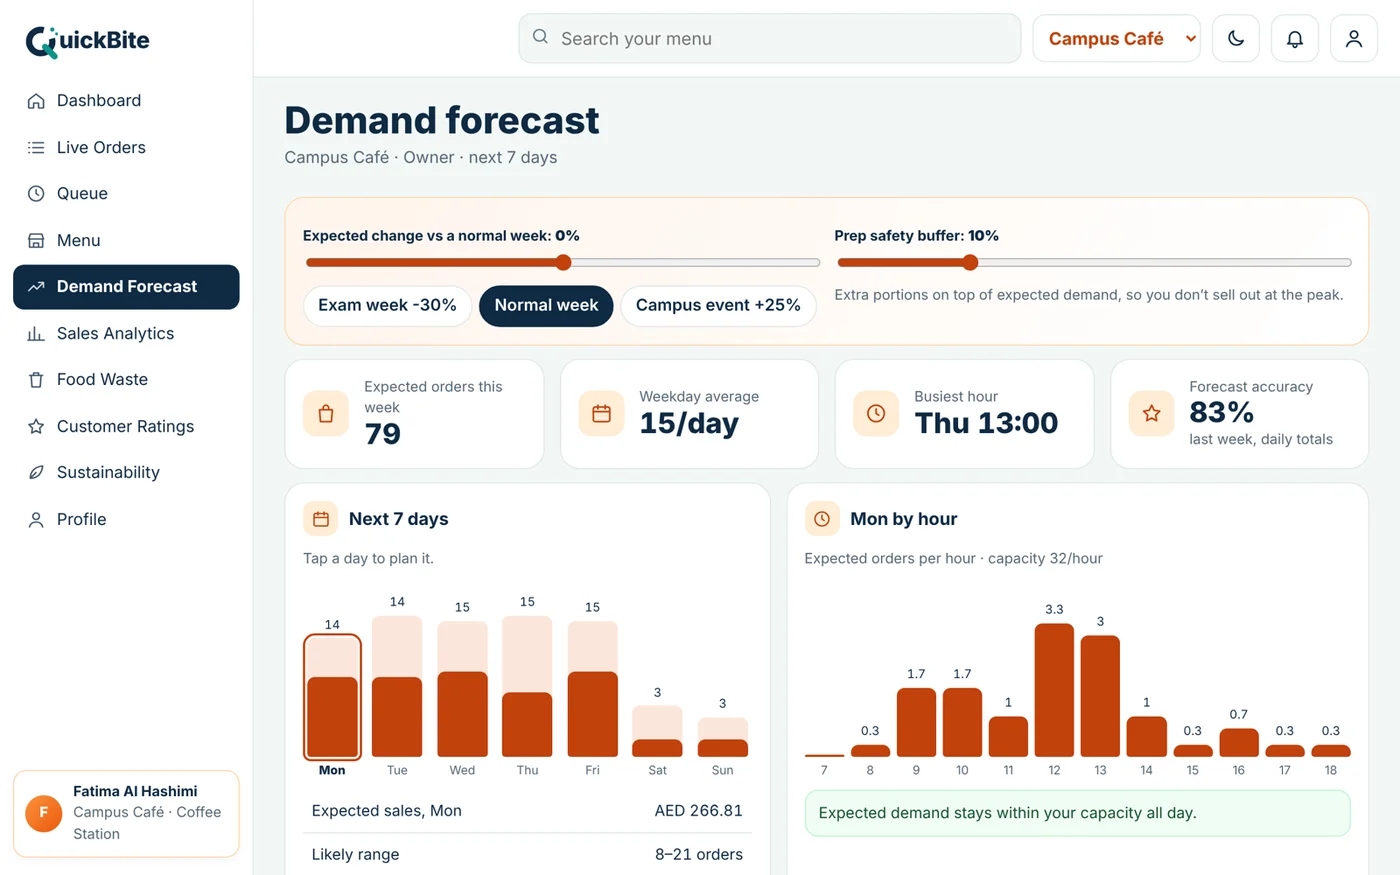 QuickBite
Search your menu
Campus Café
Dashboard
Live Orders
Queue
Menu
Demand Forecast
Sales Analytics
Food Waste
Customer Ratings
Sustainability
Profile
F
Fatima Al Hashimi
Campus Café · Coffee
Station
Demand forecast
Campus Café · Owner · next 7 days
Expected change vs a normal week: 0%
Exam week -30%
Normal week
Campus event +25%
Prep safety buffer: 10%
Extra portions on top of expected demand, so you don’t sell out at the peak.
Expected orders this
week
79
Weekday average
15/day
Busiest hour
Thu 13:00
Forecast accuracy
83%
last week, daily totals
Next 7 days
Tap a day to plan it.
14 14 15 15 15 3 3
Mon Tue Wed Thu Fri Sat Sun
Expected sales, Mon AED 266.81
Likely range 8–21 orders
Mon by hour
Expected orders per hour · capacity 32/hour
0.3 1.7 1.7 1 3.3 3 1 0.3 0.7 0.3 0.3
7 8 9 10 11 12 13 14 15 16 17 18
Expected demand stays within your capacity all day.